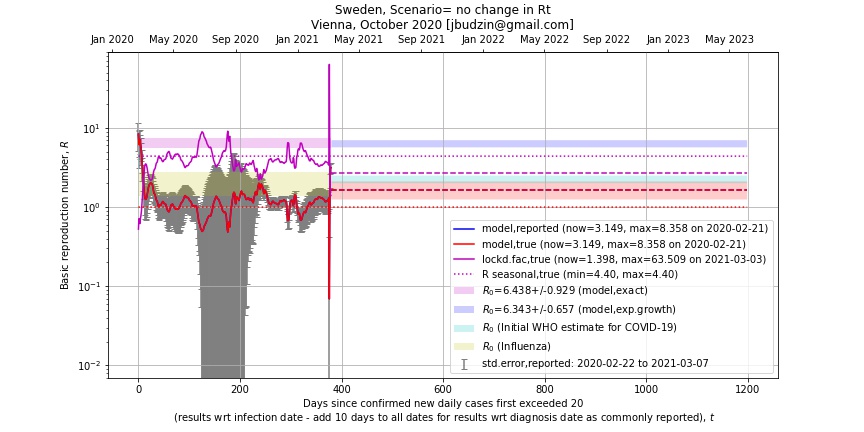 Sweden, Scenario= no change in Rt
Vienna, October 2020 [jbudzin@gmail.com]
Jan 2020 May 2020 Sep 2020 Jan 2021 May 2021 Sep 2021 Jan 2022 May 2022 Sep 2022 Jan 2023 May 2023
Basic reproduction number, R
10¹
10⁰
10⁻¹
10⁻²
model,reported (now=3.149, max=8.358 on 2020-02-21)
model,true (now=3.149, max=8.358 on 2020-02-21)
lockd.fac,true (now=1.398, max=63.509 on 2021-03-03)
R seasonal,true (min=4.40, max=4.40)
R₀=6.438+/-0.929 (model,exact)
R₀=6.343+/-0.657 (model,exp.growth)
R₀ (Initial WHO estimate for COVID-19)
R₀ (Influenza)
std.error,reported: 2020-02-22 to 2021-03-07
0 200 400 600 800 1000 1200
Days since confirmed new daily cases first exceeded 20
(results wrt infection date - add 10 days to all dates for results wrt diagnosis date as commonly reported), t